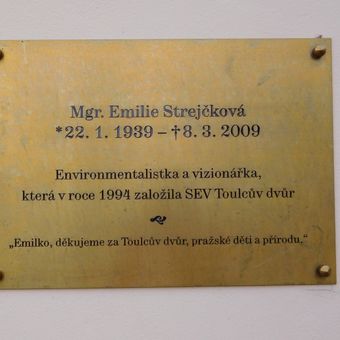 Mgr. Emilie Strejčková
*22. 1. 1939 – †8. 3. 2009
Environmentalistka a vizionářka,
která v roce 1994 založila SEV Toulcův dvůr
„Emilko, děkujeme za Toulcův dvůr, pražské děti a přírodu.“